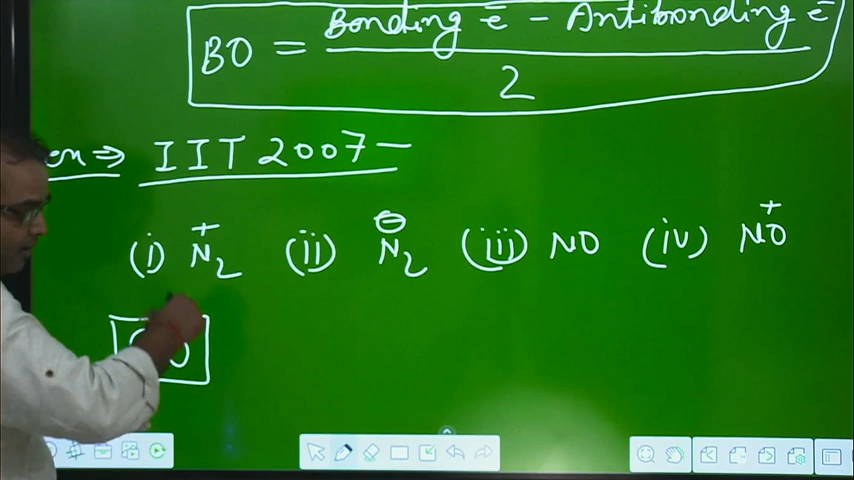 BO = Bonding ē - Antibonding ē / 2
⇒ IIT 2007 -
(i) N₂⁺ (ii) N₂⊖ (iii) NO (iv) NO⁺